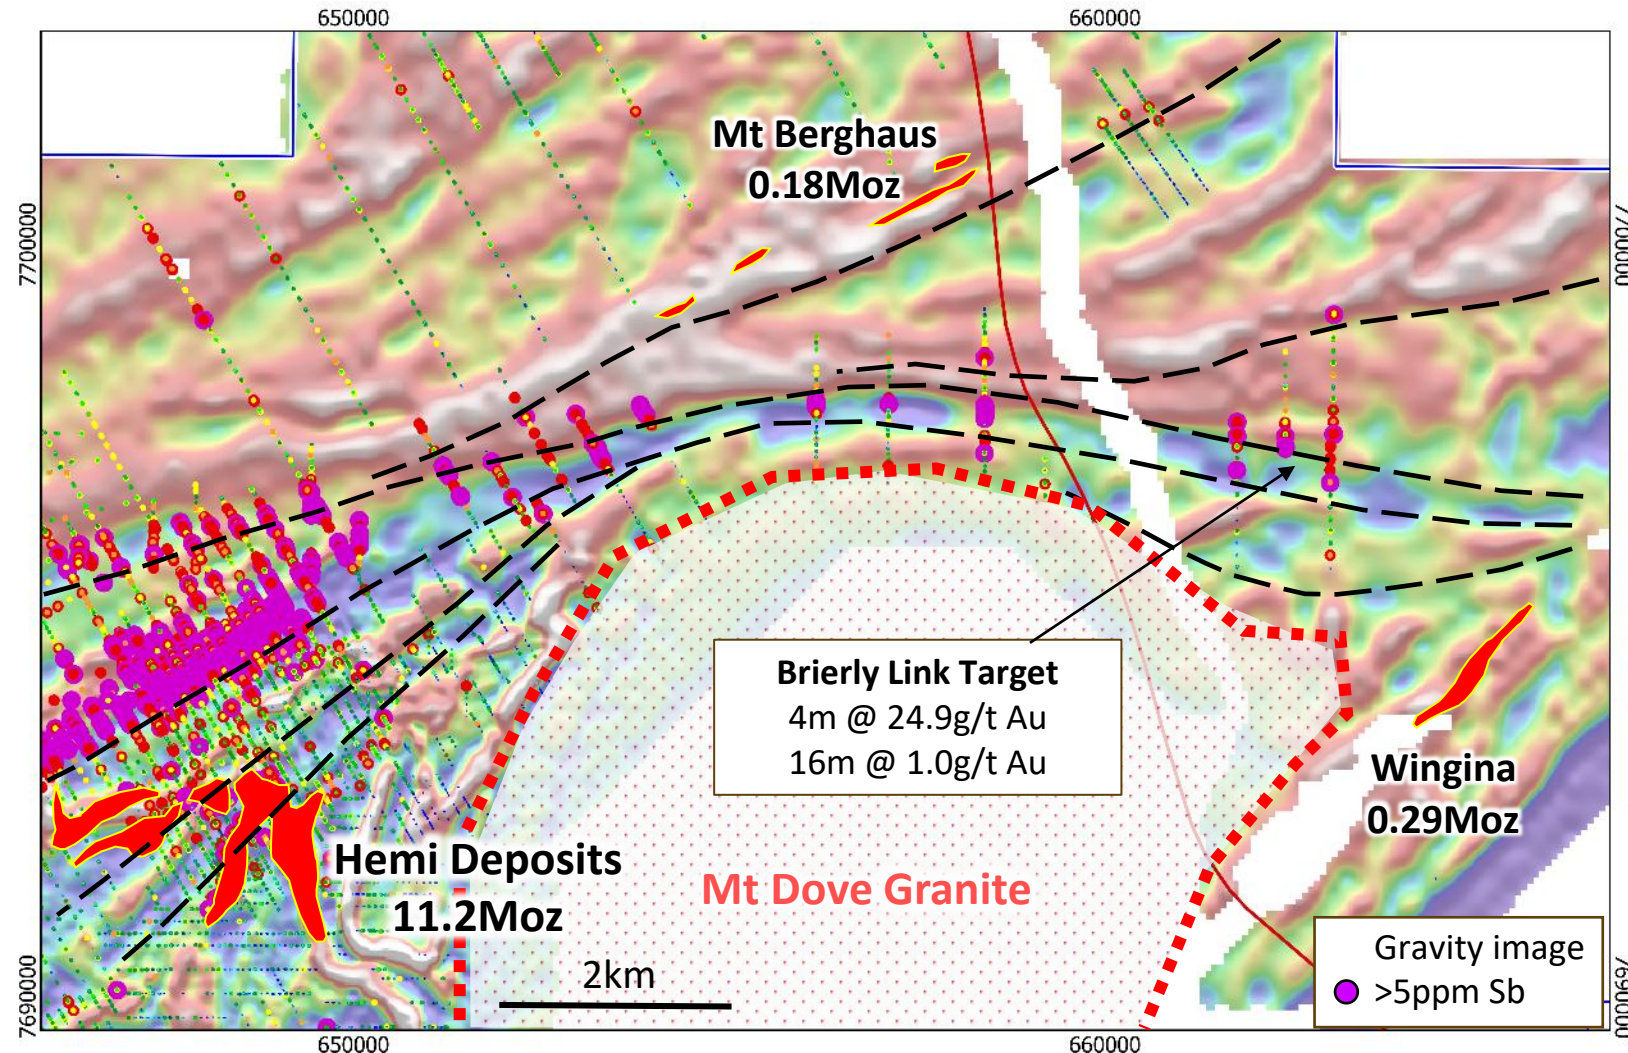 650000
660000
Mt Berghaus
0.18Moz
7700000
7700000
Brierly Link Target
4m @ 24.9g/t Au
16m @ 1.0g/t Au
Wingina
0.29Moz
Hemi Deposits
11.2Moz
Mt Dove Granite
2km
Gravity image
>5ppm Sb
7690000
7690000
650000
660000